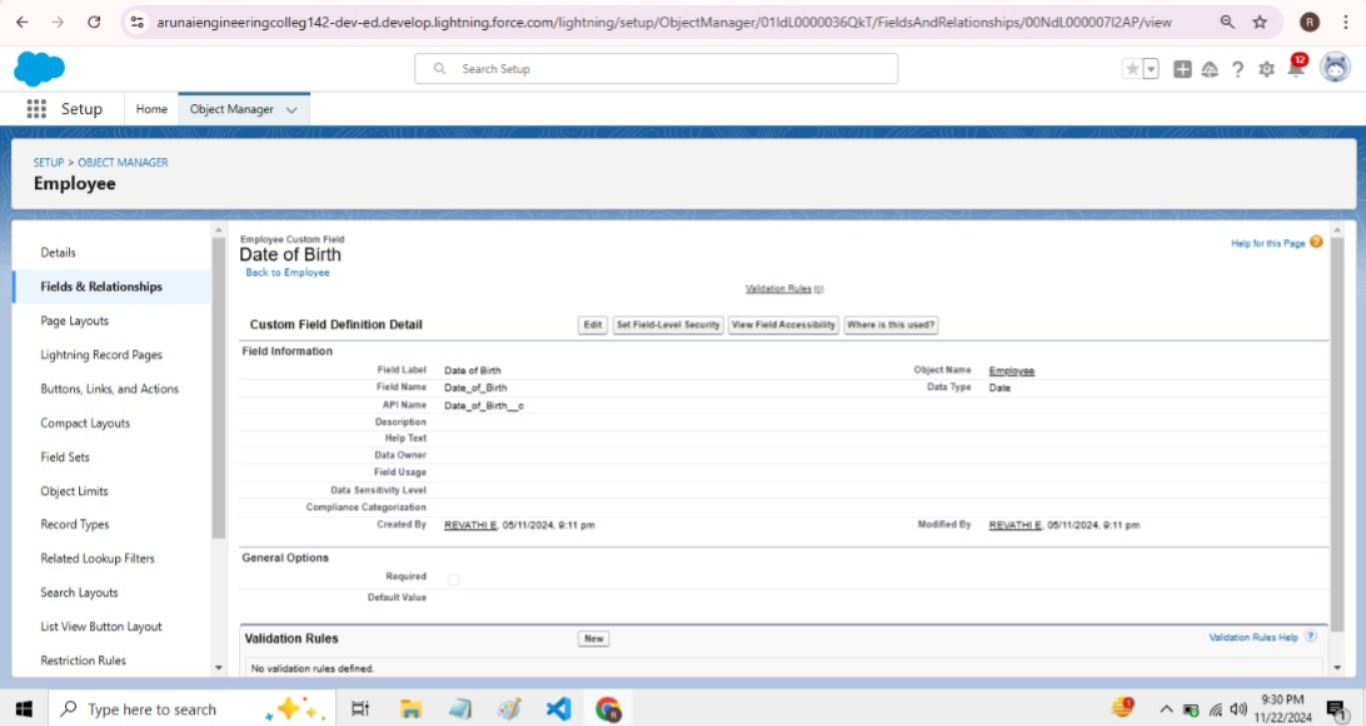 arunaiengineeringcolleg142-dev-ed.develop.lightning.force.com/lightning/setup/ObjectManager/01IdL0000036QkT/FieldsAndRelationships/00NdL000007I2AP/view
R
Search Setup
12
Setup
Home
Object Manager
SETUP > OBJECT MANAGER
Employee
Details
Fields & Relationships
Page Layouts
Lightning Record Pages
Buttons, Links, and Actions
Compact Layouts
Field Sets
Object Limits
Record Types
Related Lookup Filters
Search Layouts
List View Button Layout
Restriction Rules
Employee Custom Field
Date of Birth
Back to Employee
Help for this Page
Validation Rules [0]
Custom Field Definition Detail
Edit
Set Field-Level Security
View Field Accessibility
Where is this used?
Field Information
Field Label Date of Birth
Object Name Employee
Field Name Date_of_Birth
Data Type Date
API Name Date_of_Birth__c
Description
Help Text
Data Owner
Field Usage
Data Sensitivity Level
Compliance Categorization
Created By REVATHI E, 05/11/2024, 9:11 pm
Modified By REVATHI E, 05/11/2024, 9:11 pm
General Options
Required
Default Value
Validation Rules
New
Validation Rules Help ?
No validation rules defined.
Type here to search
9:30 PM
11/22/2024
1